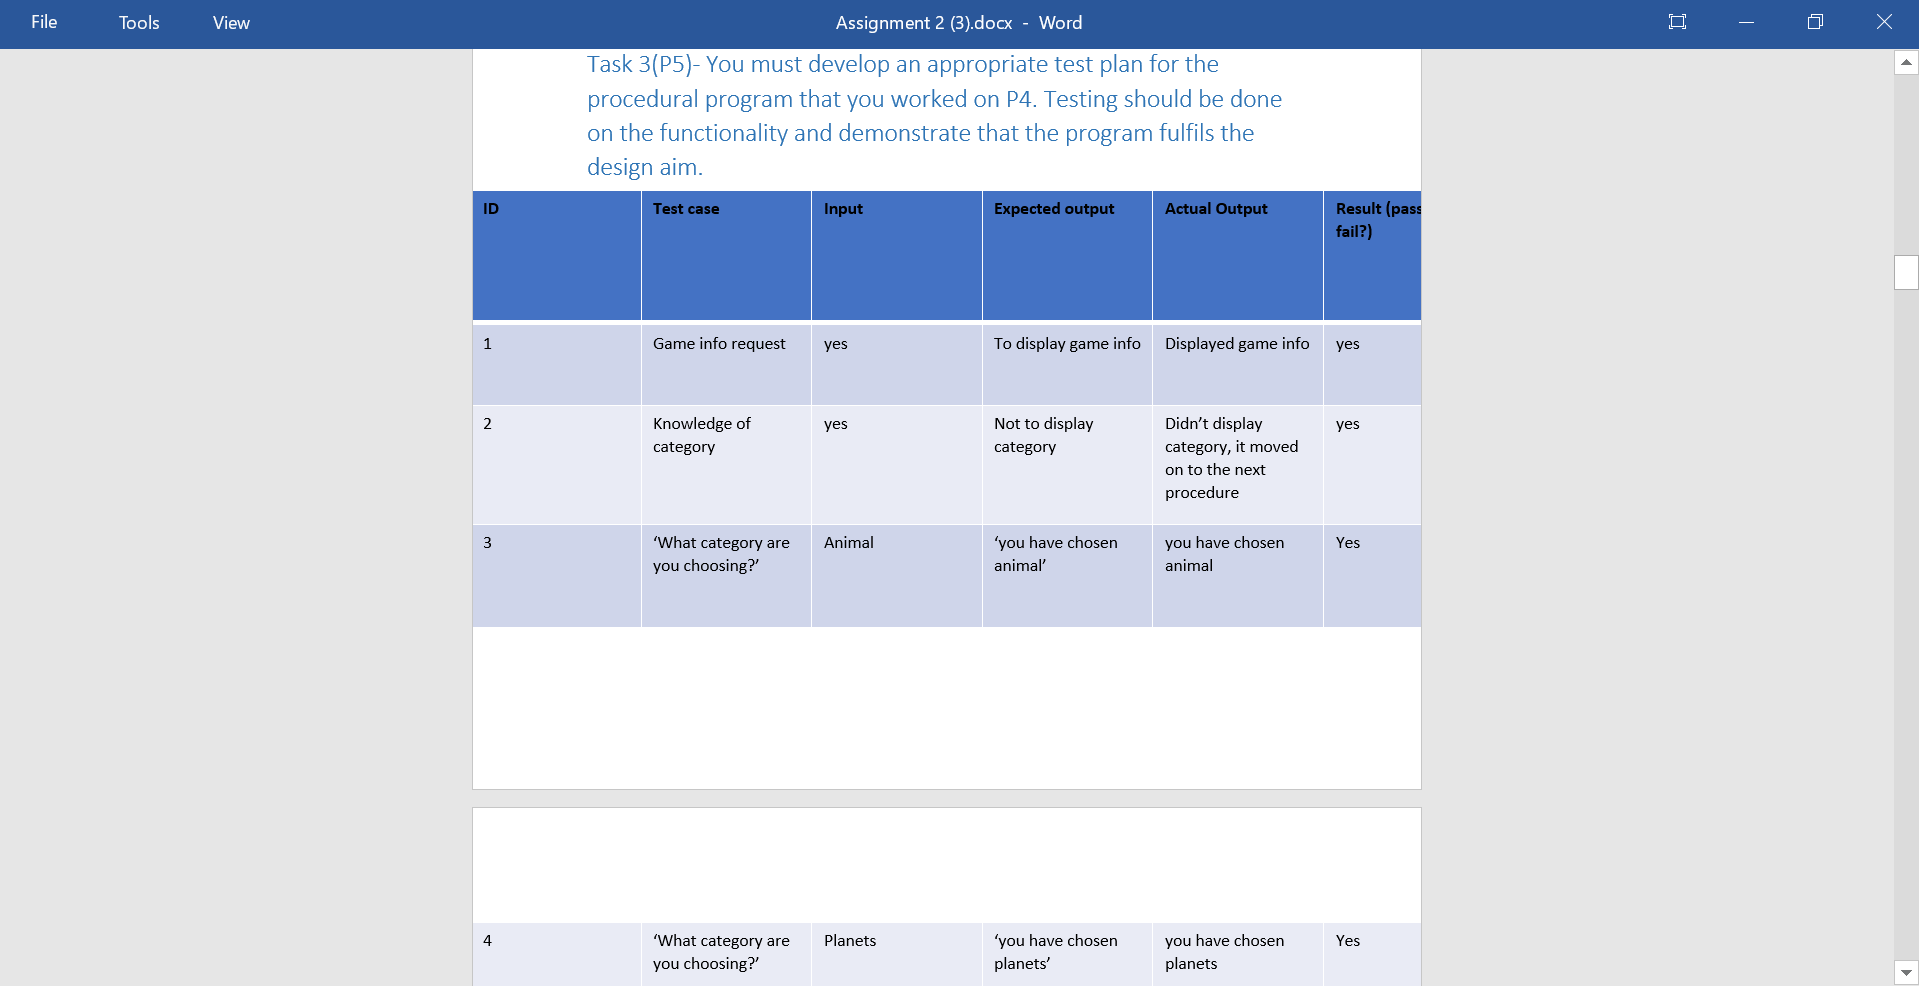 File Tools View Assignment 2 (3).docx - Word
Task 3(P5)- You must develop an appropriate test plan for the
procedural program that you worked on P4. Testing should be done
on the functionality and demonstrate that the program fulfils the
design aim.
ID Test case Input Expected output Actual Output Result (pass
fail?)
1 Game info request yes To display game info Displayed game info yes
2 Knowledge of yes Not to display Didn’t display yes
category category category, it moved
on to the next
procedure
3 ‘What category are Animal ‘you have chosen you have chosen Yes
you choosing?’ animal’ animal
4 ‘What category are Planets ‘you have chosen you have chosen Yes
you choosing?’ planets’ planets